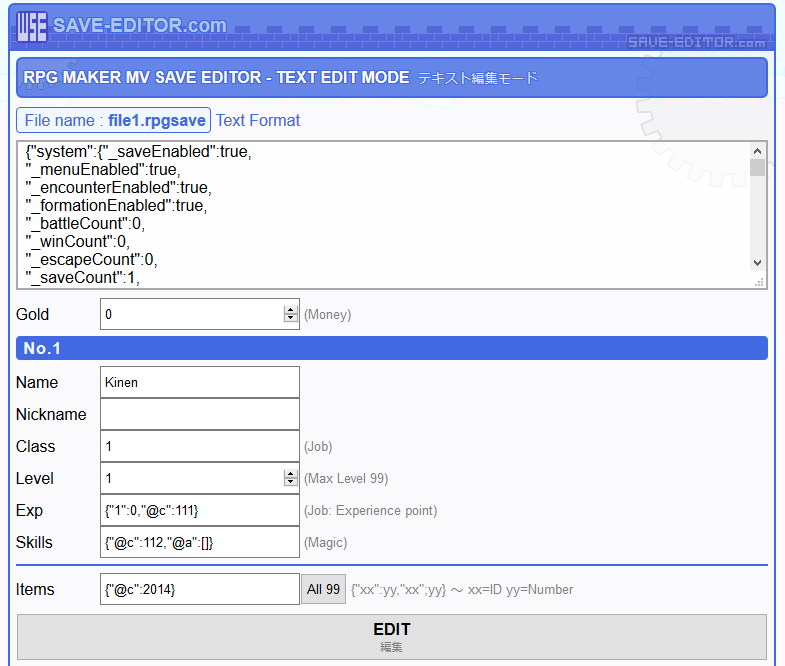 WSE SAVE-EDITOR.com
SAVE-EDITOR.com
RPG MAKER MV SAVE EDITOR - TEXT EDIT MODE テキスト編集モード
File name : file1.rpgsave Text Format
{"system":{"_saveEnabled":true,
"_menuEnabled":true,
"_encounterEnabled":true,
"_formationEnabled":true,
"_battleCount":0,
"_winCount":0,
"_escapeCount":0,
"_saveCount":1,
Gold 0 (Money)
No.1
Name Kinen
Nickname
Class 1 (Job)
Level 1 (Max Level 99)
Exp {"1":0,"@c":111} (Job: Experience point)
Skills {"@c":112,"@a":[]} (Magic)
Items {"@c":2014} All 99 {"xx":yy,"xx";yy} ～ xx=ID yy=Number
EDIT
編集